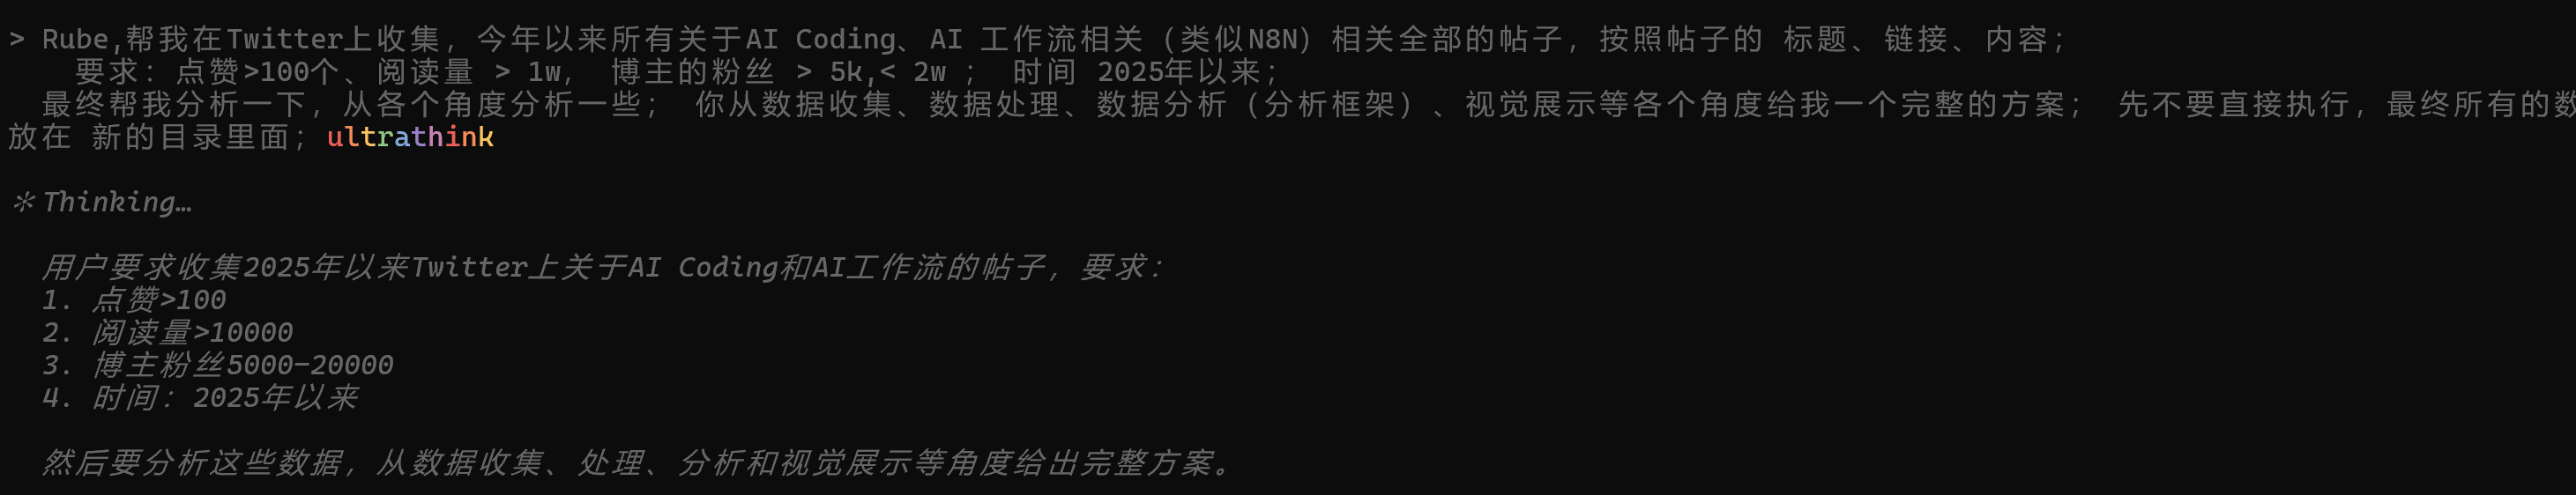 > Rube,帮我在Twitter上收集，今年以来所有关于AI Coding、AI 工作流相关（类似N8N）相关全部的帖子，按照帖子的 标题、链接、内容；
要求：点赞>100个、阅读量 > 1w， 博主的粉丝 > 5k,< 2w ； 时间 2025年以来；
最终帮我分析一下，从各个角度分析一些； 你从数据收集、数据处理、数据分析（分析框架）、视觉展示等各个角度给我一个完整的方案； 先不要直接执行，最终所有的数
放在 新的目录里面；ultrathink
✻ Thinking…
用户要求收集2025年以来Twitter上关于AI Coding和AI工作流的帖子，要求：
1. 点赞>100
2. 阅读量>10000
3. 博主粉丝5000-20000
4. 时间：2025年以来
然后要分析这些数据，从数据收集、处理、分析和视觉展示等角度给出完整方案。